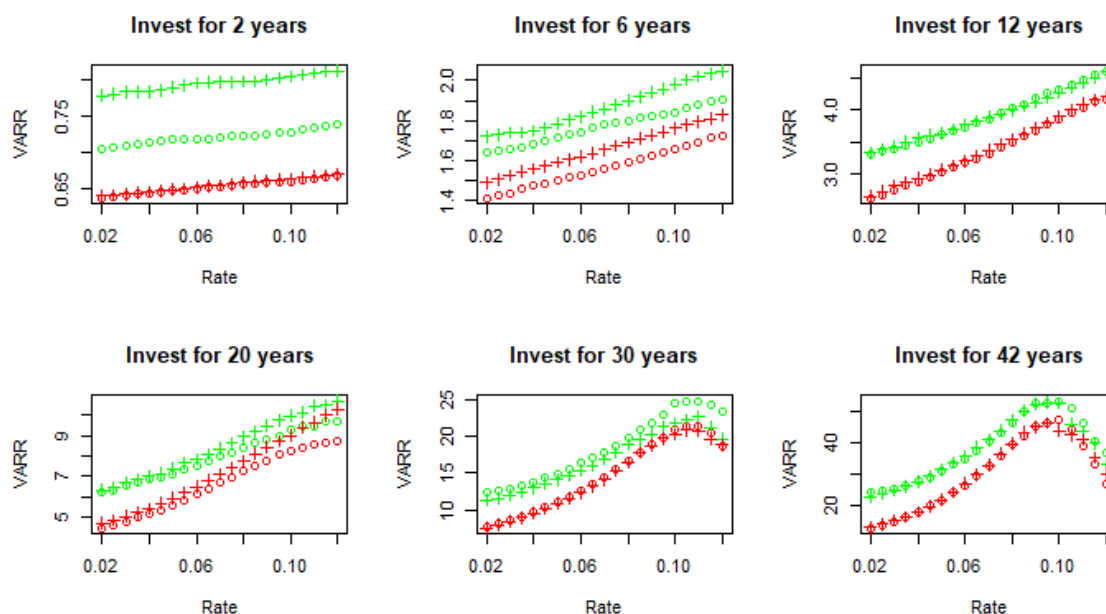 Invest for 2 years
VARR
0.65 0.75
0.02 0.06 0.10
Rate
Invest for 6 years
VARR
1.4 1.6 1.8 2.0
0.02 0.06 0.10
Rate
Invest for 12 years
VARR
3.0 4.0
0.02 0.06 0.10
Rate
Invest for 20 years
VARR
5 7 9
0.02 0.06 0.10
Rate
Invest for 30 years
VARR
10 15 20 25
0.02 0.06 0.10
Rate
Invest for 42 years
VARR
20 40
0.02 0.06 0.10
Rate